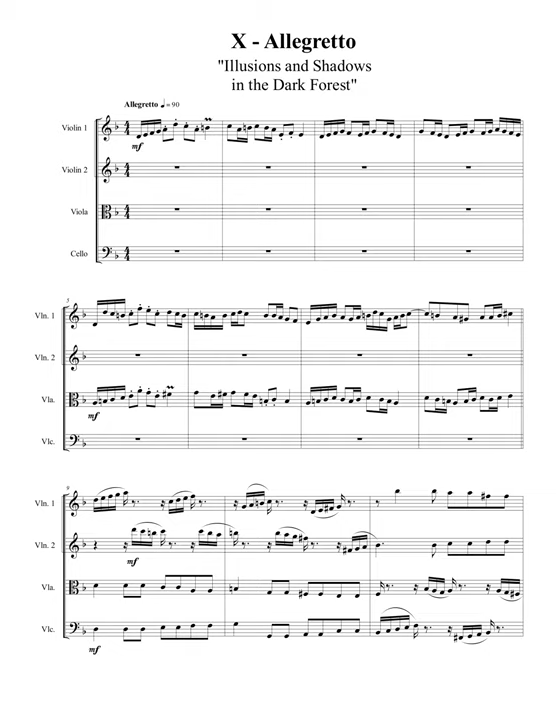 X - Allegretto
"Illusions and Shadows
in the Dark Forest"
Allegretto ♩ = 90
Violin 1
mf
Violin 2
Viola
Cello
5
Vln. 1
Vln. 2
Vla.
mf
Vlc.
9
Vln. 1
Vln. 2
mf
Vla.
Vlc.
mf